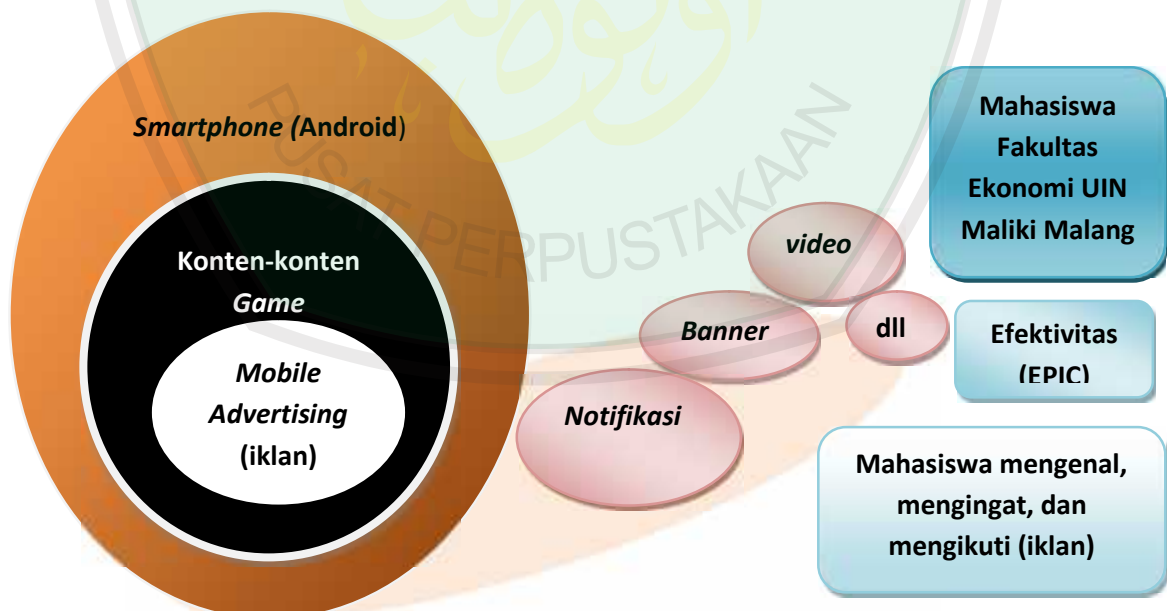 Smartphone (Android)
Konten-konten
Game
Mobile
Advertising
(iklan)
video
Banner
dll
Notifikasi
Mahasiswa
Fakultas
Ekonomi UIN
Maliki Malang
Efektivitas
(EPIC)
Mahasiswa mengenal,
mengingat, dan
mengikuti (iklan)
PUSAT PERPUSTAKAAN